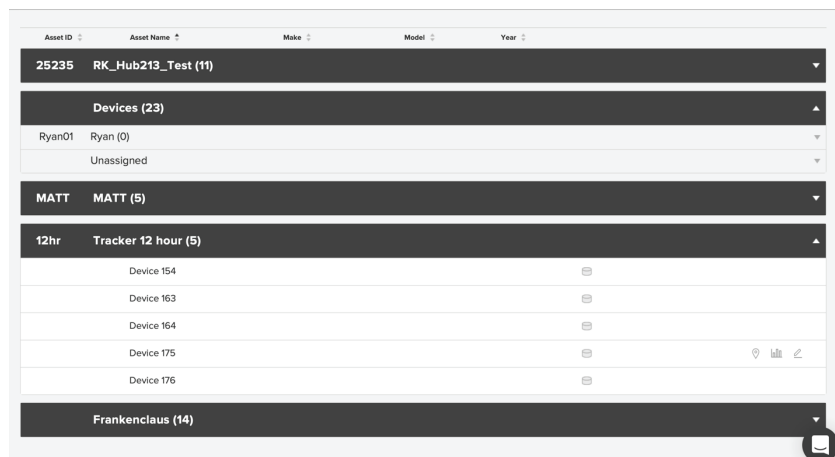 Asset ID Asset Name Make Model Year
25235 RK_Hub213_Test (11)
Devices (23)
Ryan01 Ryan (0)
Unassigned
MATT MATT (5)
12hr Tracker 12 hour (5)
Device 154
Device 163
Device 164
Device 175
Device 176
Frankenclaus (14)